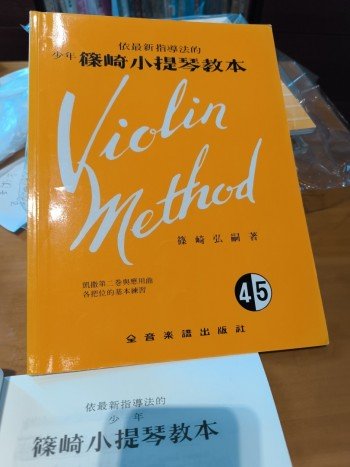 依最新指導法的
少年 篠崎小提琴教本
Violin
Method
篠崎弘嗣著
凱撒第二卷與應用曲
各把位的基本練習
4 5
全音樂譜出版社
依最新指導法的
少年
篠崎小提琴教本